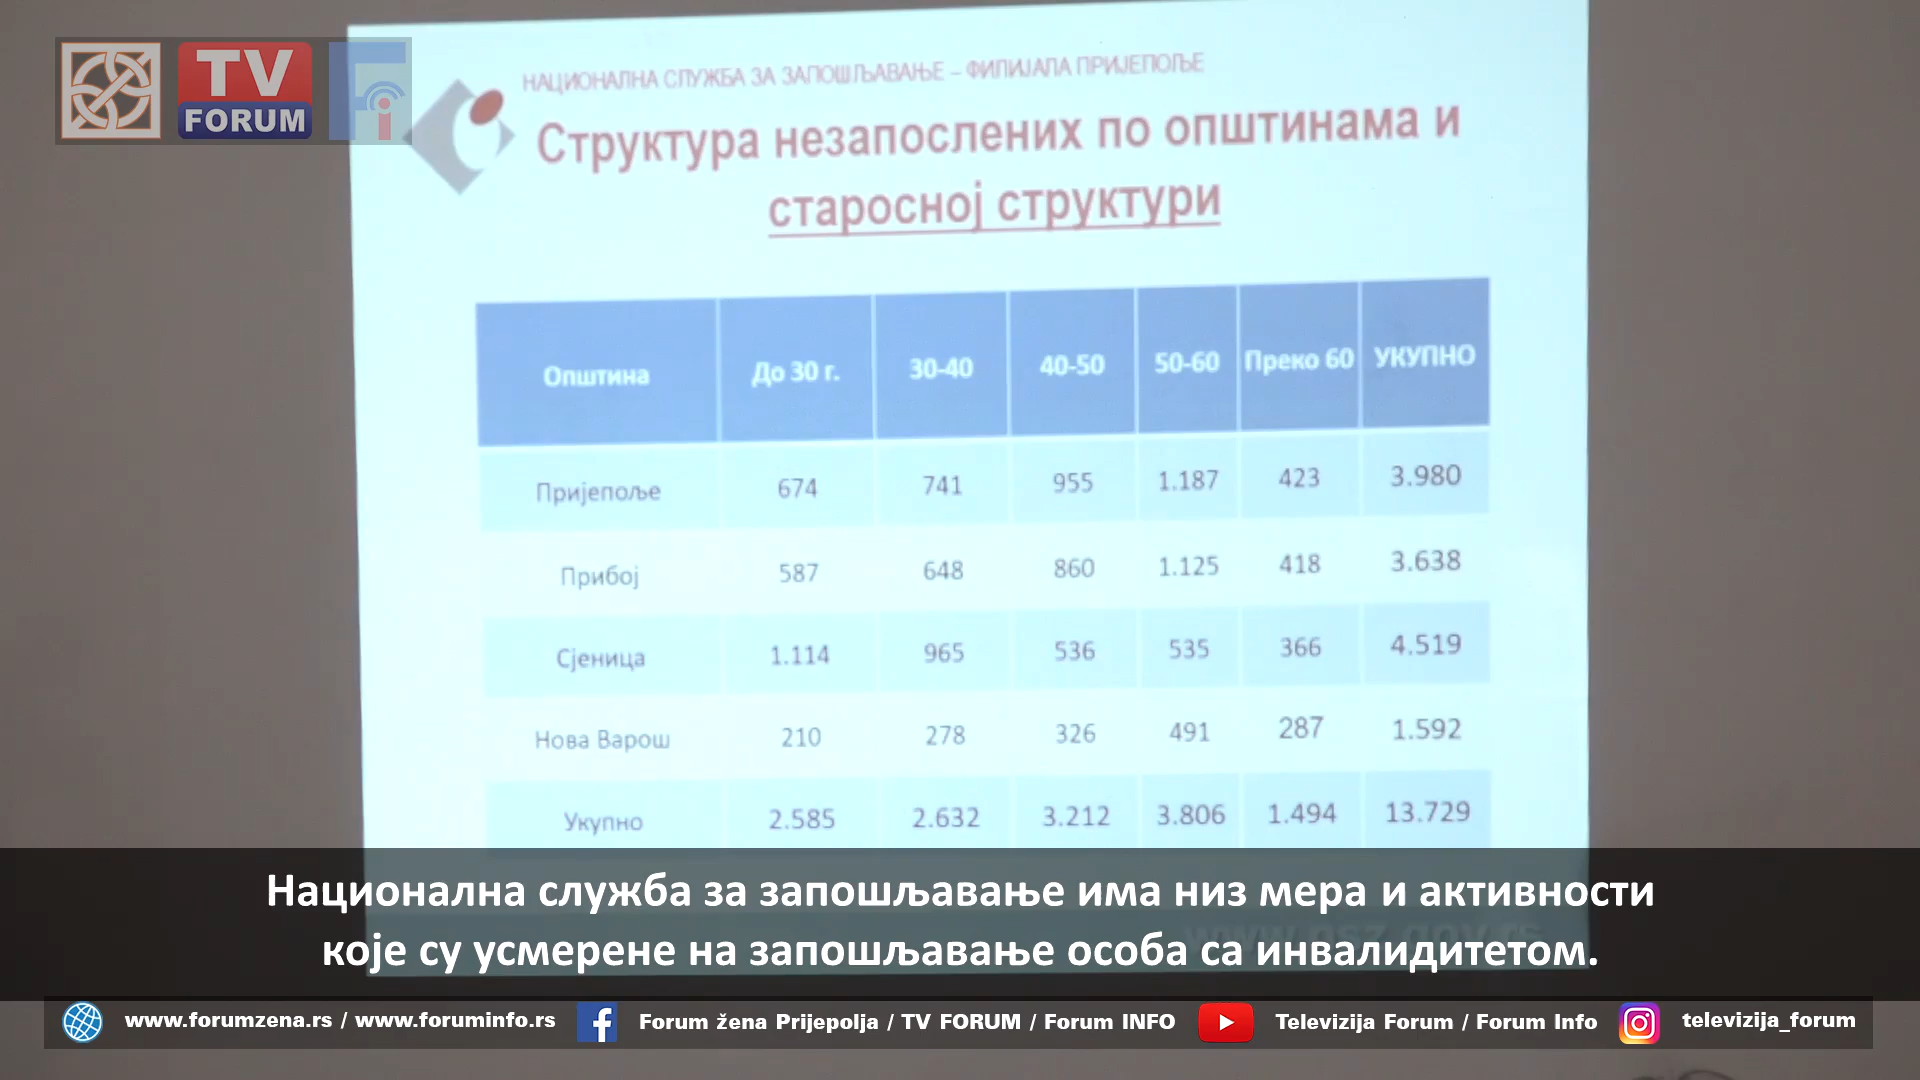 TV
FORUM
НАЦИОНАЛНА СЛУЖБА ЗА ЗАПОШЉАВАЊЕ – ФИЛИЈАЛА ПРИЈЕПОЉЕ
Структура незапослених по општинама и
старосној структури
Општина До 30 г. 30-40 40-50 50-60 Преко 60 УКУПНО
Пријепоље 674 741 955 1.187 423 3.980
Прибој 587 648 860 1.125 418 3.638
Сјеница 1.114 965 536 535 366 4.519
Нова Варош 210 278 326 491 287 1.592
Укупно 2.585 2.632 3.212 3.806 1.494 13.729
www.nsz.gov.rs
Национална служба за запошљавање има низ мера и активности
које су усмерене на запошљавање особа са инвалидитетом.
www.forumzena.rs / www.foruminfo.rs Forum žena Prijepolja / TV FORUM / Forum INFO Televizija Forum / Forum Info televizija_forum